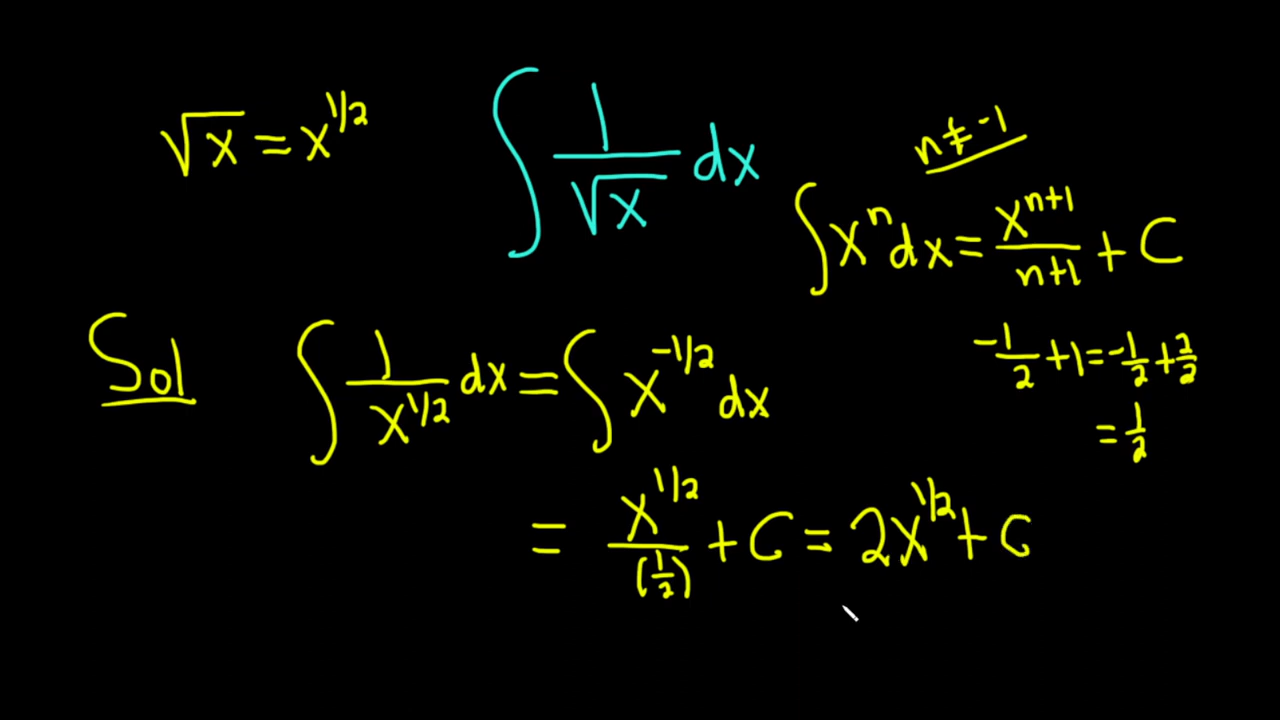 √x = x^{1/2}
∫ 1/√x dx
n ≠ -1
∫ x^n dx = x^{n+1}/(n+1) + C
Sol
∫ 1/x^{1/2} dx = ∫ x^{-1/2} dx
-1/2 + 1 = -1/2 + 2/2
= 1/2
= x^{1/2}/(1/2) + C = 2x^{1/2} + C